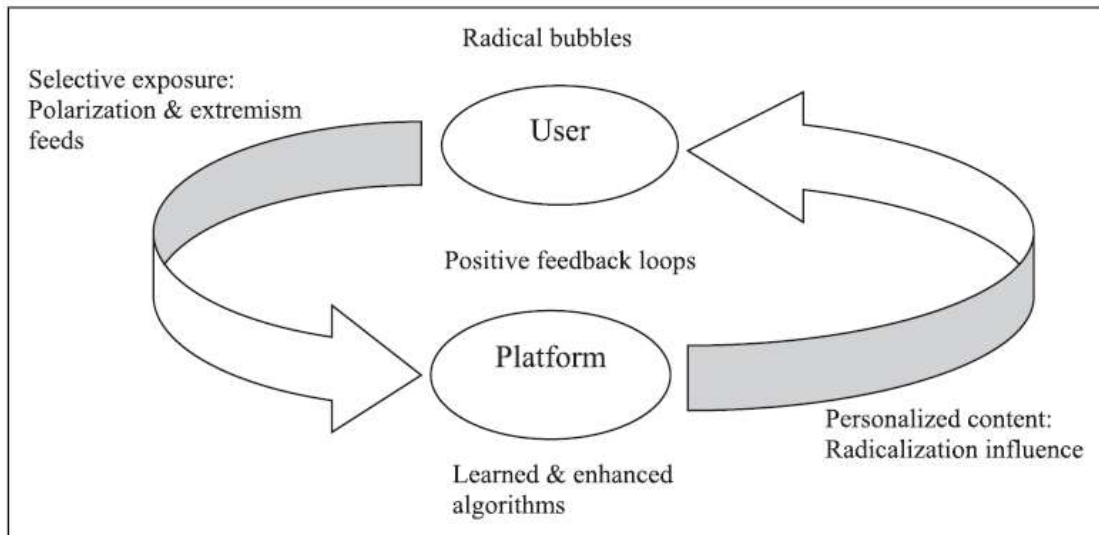 Radical bubbles
Selective exposure:
Polarization & extremism
feeds
User
Positive feedback loops
Platform
Personalized content:
Radicalization influence
Learned & enhanced
algorithms